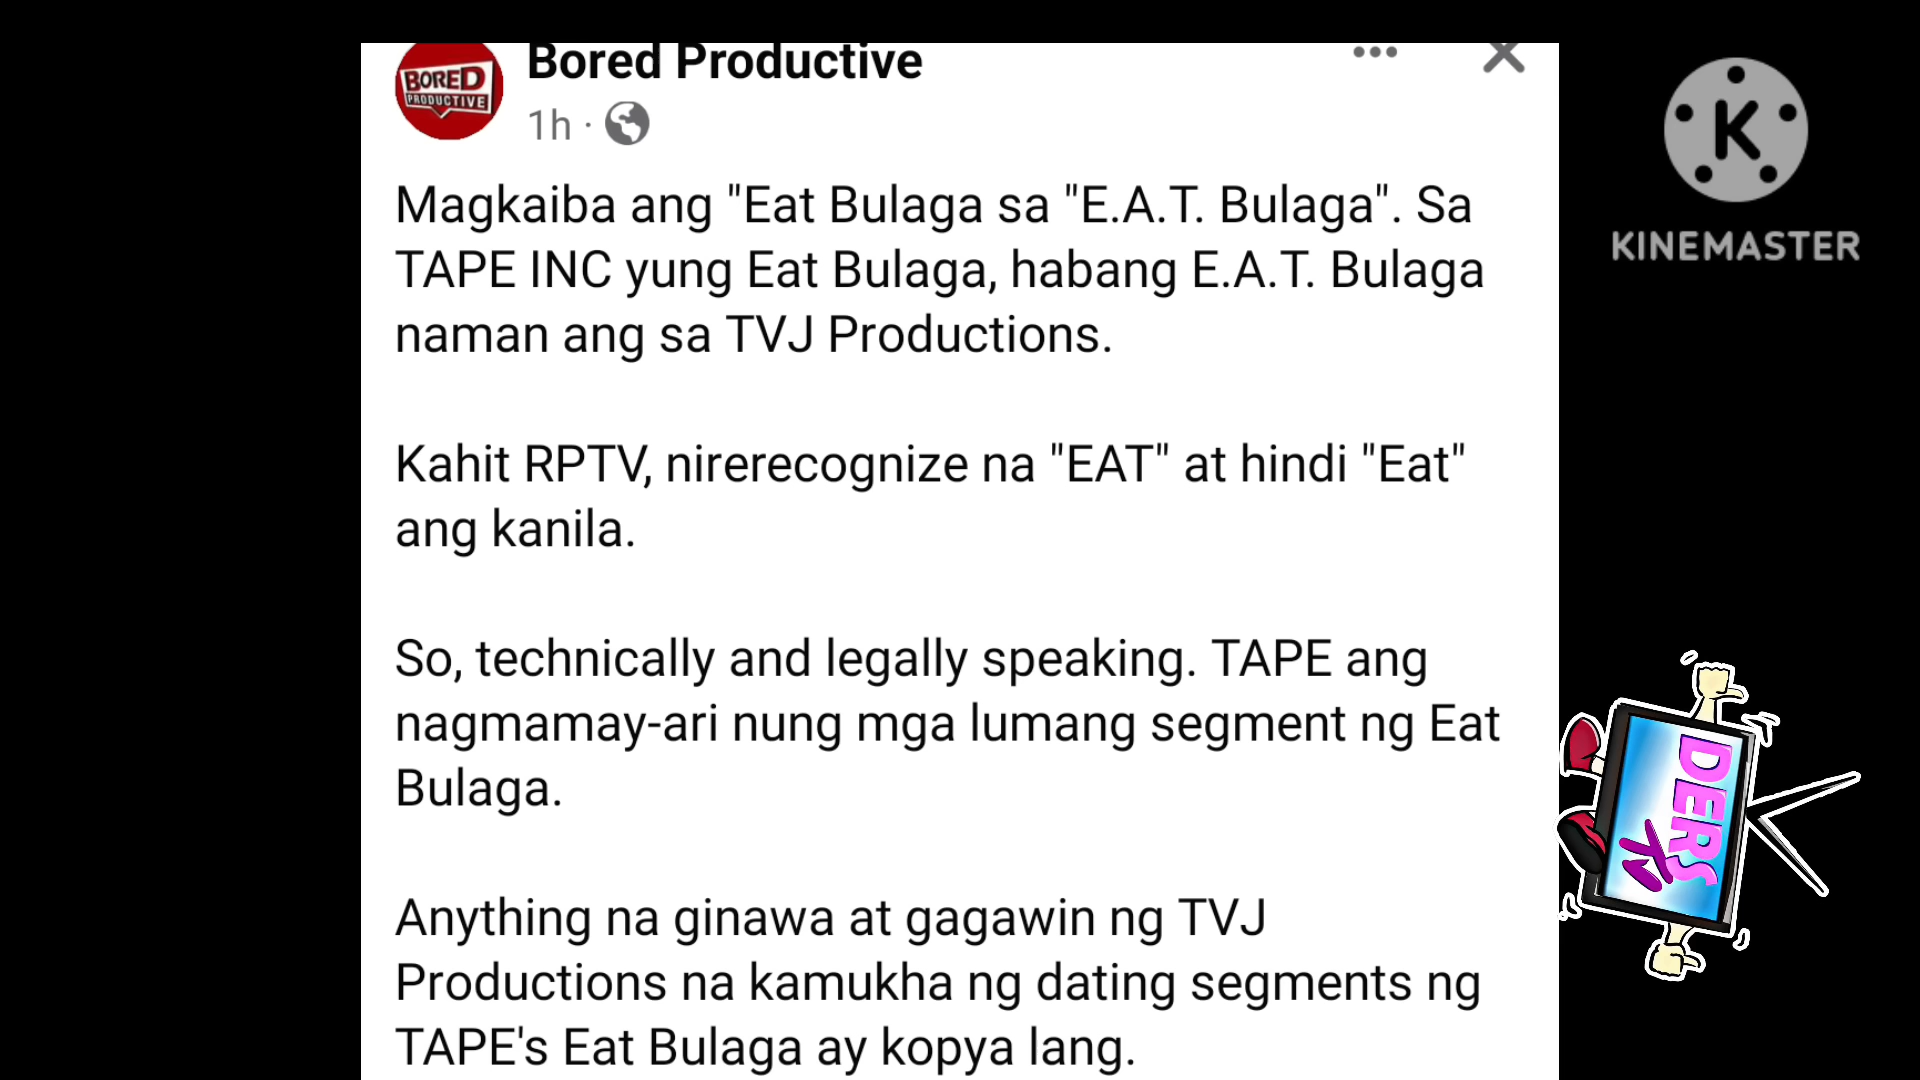 Bored Productive
BORED
PRODUCTIVE
1h ·
Magkaiba ang "Eat Bulaga sa "E.A.T. Bulaga". Sa
TAPE INC yung Eat Bulaga, habang E.A.T. Bulaga
naman ang sa TVJ Productions.
Kahit RPTV, nirerecognize na "EAT" at hindi "Eat"
ang kanila.
So, technically and legally speaking. TAPE ang
nagmamay-ari nung mga lumang segment ng Eat
Bulaga.
Anything na ginawa at gagawin ng TVJ
Productions na kamukha ng dating segments ng
TAPE's Eat Bulaga ay kopya lang.
K
KINEMASTER
DERS